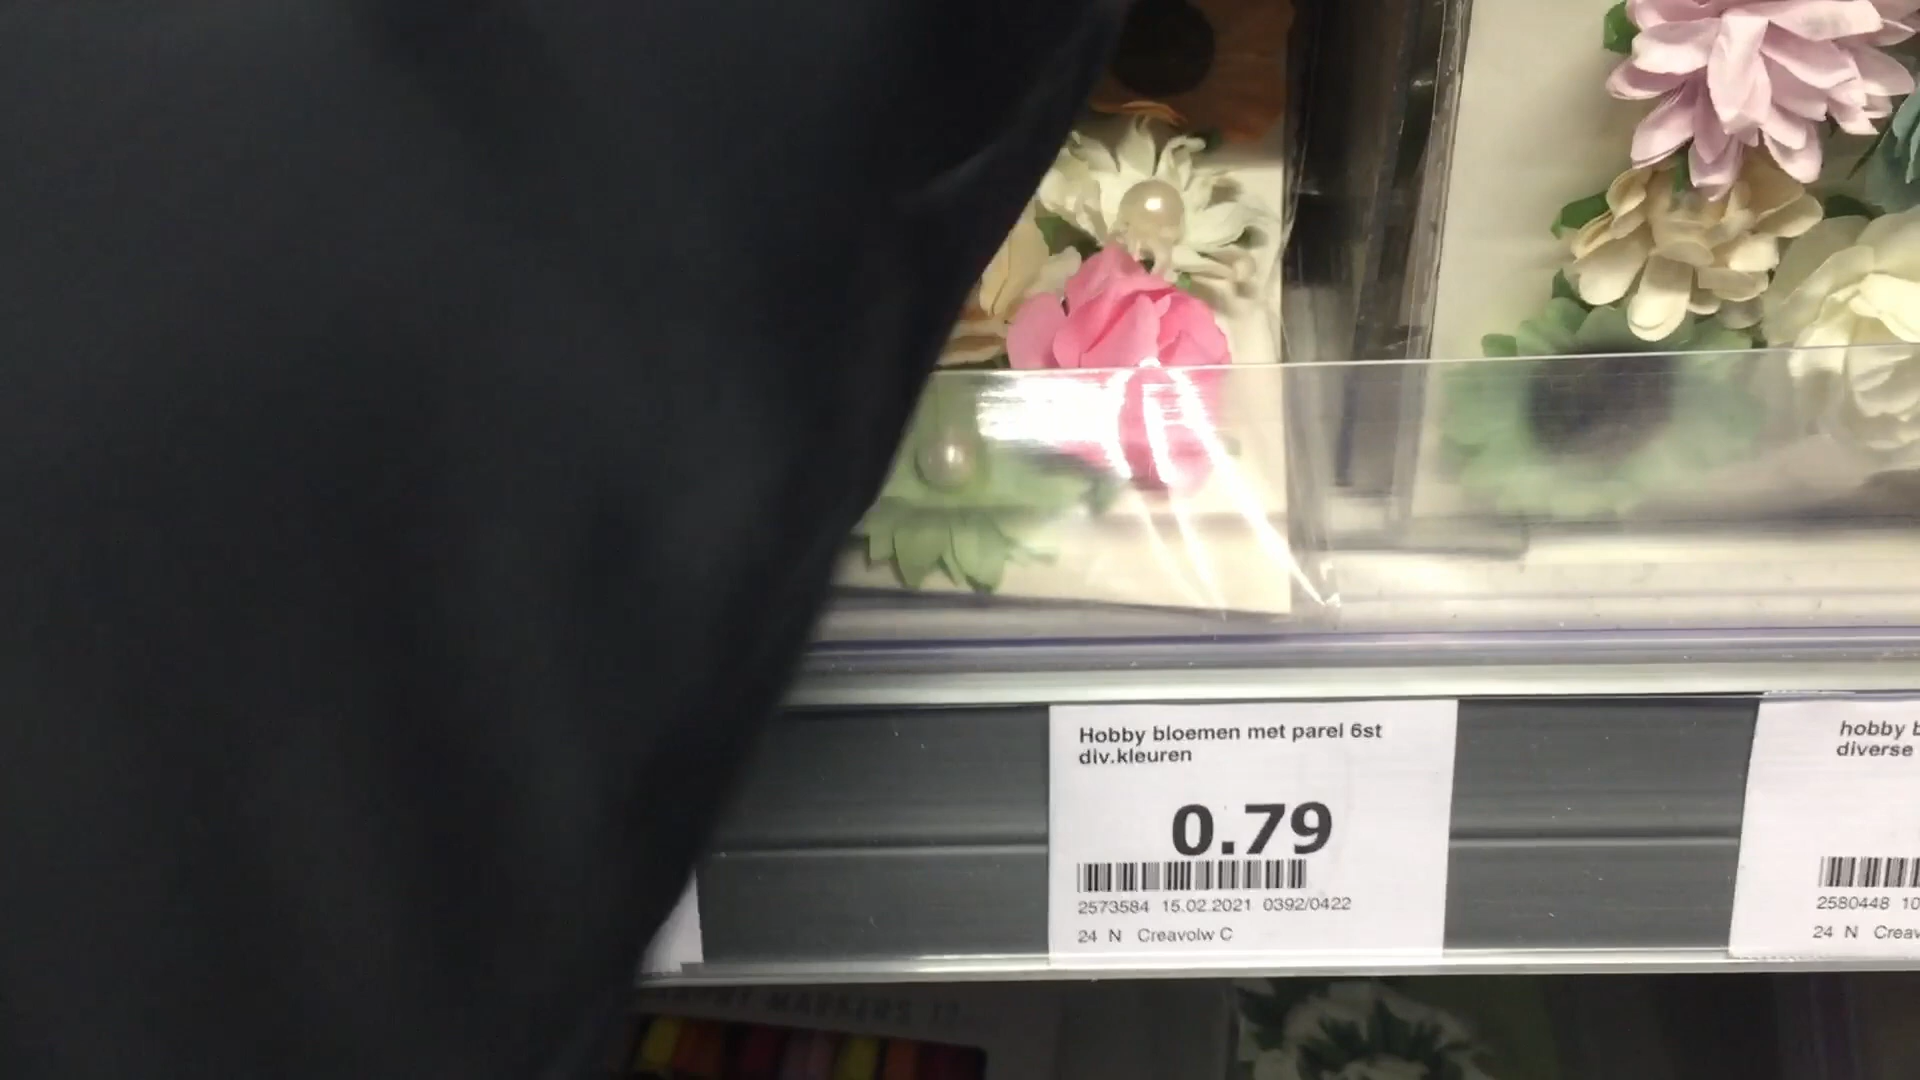 Hobby bloemen met parel 6st
div.kleuren
0.79
2573584 15.02.2021 0392/0422
24 N Creavolw C
hobby
diverse
2580448 10
24 N
MARKERS